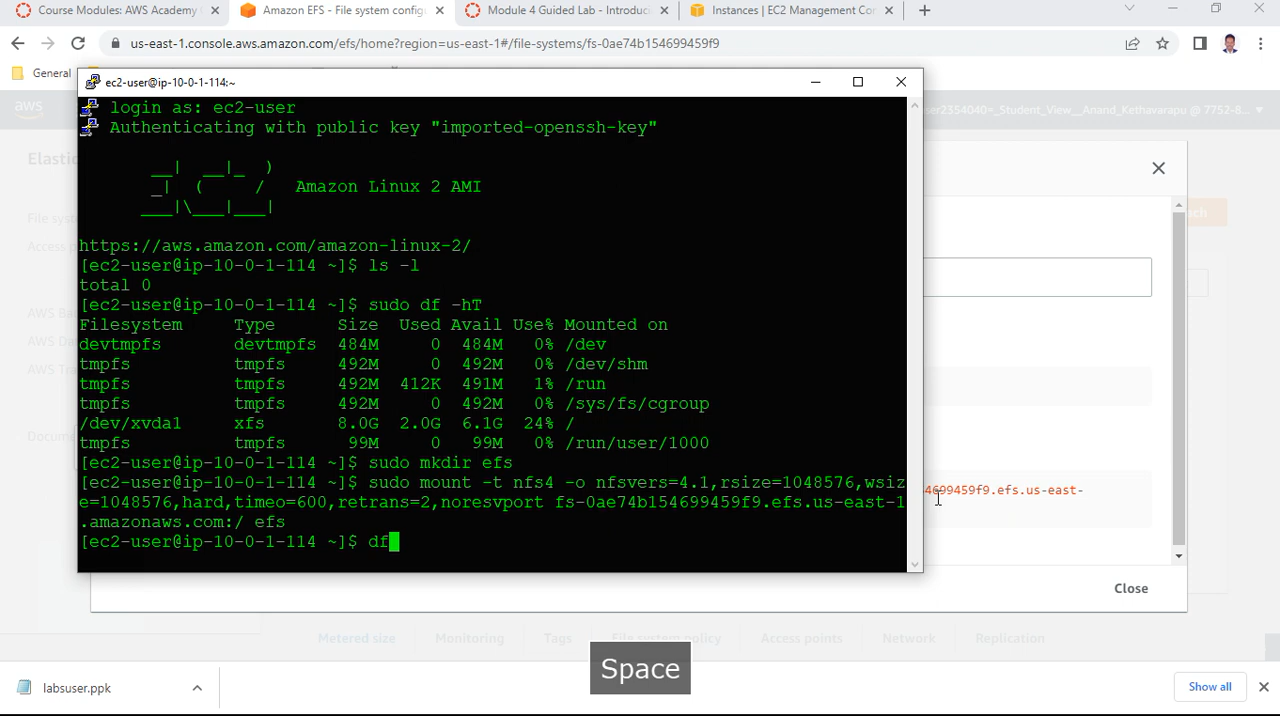 Course Modules: AWS Academy
Amazon EFS - File system config
Module 4 Guided Lab - Introduci
Instances | EC2 Management Con
us-east-1.console.aws.amazon.com/efs/home?region=us-east-1#/file-systems/fs-0ae74b154699459f9
General
aws
ser2354040=_Student_View__Anand_Kethavarapu @ 7752-8...
Elastic
File syst
Access p
AWS Ba
AWS Da
AWS Tra
Docume
ec2-user@ip-10-0-1-114:~
login as: ec2-user
Authenticating with public key "imported-openssh-key"
__|  __|_  )
_|  (     /   Amazon Linux 2 AMI
___|\___|___|
https://aws.amazon.com/amazon-linux-2/
[ec2-user@ip-10-0-1-114 ~]$ ls -l
total 0
[ec2-user@ip-10-0-1-114 ~]$ sudo df -hT
Filesystem     Type      Size  Used Avail Use% Mounted on
devtmpfs       devtmpfs  484M     0  484M   0% /dev
tmpfs          tmpfs     492M     0  492M   0% /dev/shm
tmpfs          tmpfs     492M  412K  491M   1% /run
tmpfs          tmpfs     492M     0  492M   0% /sys/fs/cgroup
/dev/xvda1     xfs       8.0G  2.0G  6.1G  24% /
tmpfs          tmpfs      99M     0   99M   0% /run/user/1000
[ec2-user@ip-10-0-1-114 ~]$ sudo mkdir efs
[ec2-user@ip-10-0-1-114 ~]$ sudo mount -t nfs4 -o nfsvers=4.1,rsize=1048576,wsiz
e=1048576,hard,timeo=600,retrans=2,noresvport fs-0ae74b154699459f9.efs.us-east-1
.amazonaws.com:/ efs
[ec2-user@ip-10-0-1-114 ~]$ df
4699459f9.efs.us-east-
Close
Metered size
Monitoring
Tags
File system policy
Access points
Network
Replication
Space
labsuser.ppk
Show all